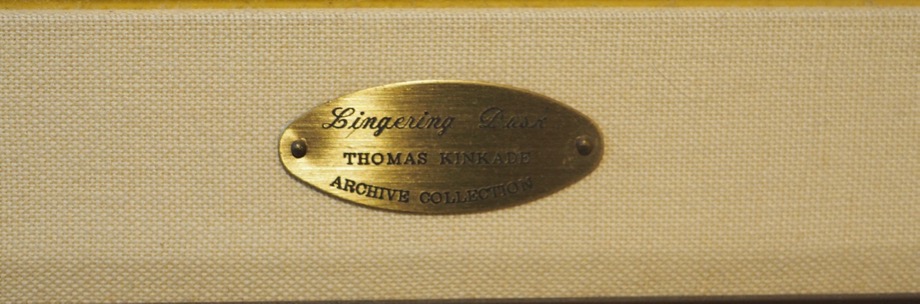 Lingering Dusk
THOMAS KINKADE
ARCHIVE COLLECTION